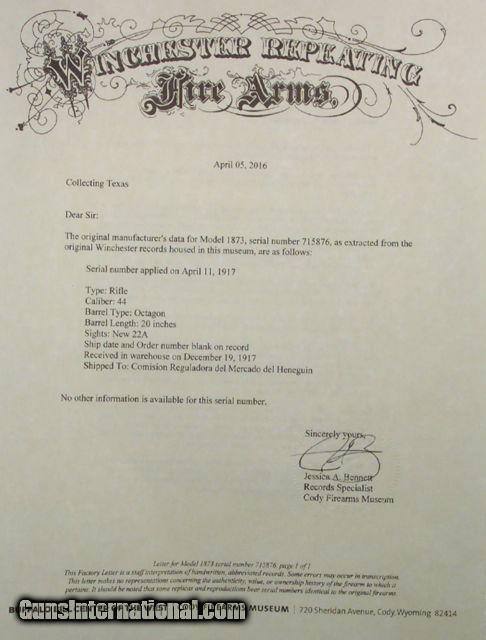 WINCHESTER REPEATING
Fire Arms.
April 05, 2016
Collecting Texas
Dear Sir:
The original manufacturer's data for Model 1873, serial number 715876, as extracted from the
original Winchester records housed in this museum, are as follows:
Serial number applied on April 11, 1917
Type: Rifle
Caliber: 44
Barrel Type: Octagon
Barrel Length: 20 inches
Sights: New 22A
Ship date and Order number blank on record
Received in warehouse on December 19, 1917
Shipped To: Comision Reguladora del Mercado del Heneguin
No other information is available for this serial number.
Sincerely yours,
Jessica A. Bennett
Records Specialist
Cody Firearms Museum
Letter for Model 1873 serial number 715876, page 1 of 1
This Factory Letter is a staff interpretation of handwritten, abbreviated records. Some errors may occur in transcription.
This letter makes no representations concerning the authenticity, value, or ownership history of the firearm to which it
pertains. It should be noted that some replicas and reproductions bear serial numbers identical to the original firearms.
BUFFALO BILL CENTER OF THE WEST CODY FIREARMS MUSEUM | 720 Sheridan Avenue, Cody, Wyoming 82414
GunsInternational.com